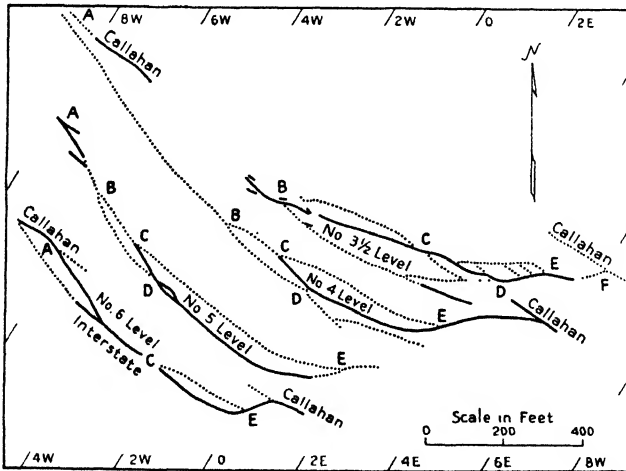 8W 6W 4W 2W 0 2E
A
Callahan
N
A
B
B
B
C
Callahan
No 3½ Level
E
Callahan
A
C
C
D
F
D
No 5 Level
D
No 4 Level
E
Callahan
No. 6 Level
Interstate
C
E
E
Callahan
Scale in Feet
0 200 400
4W 2W 0 2E 4E 6E 8W